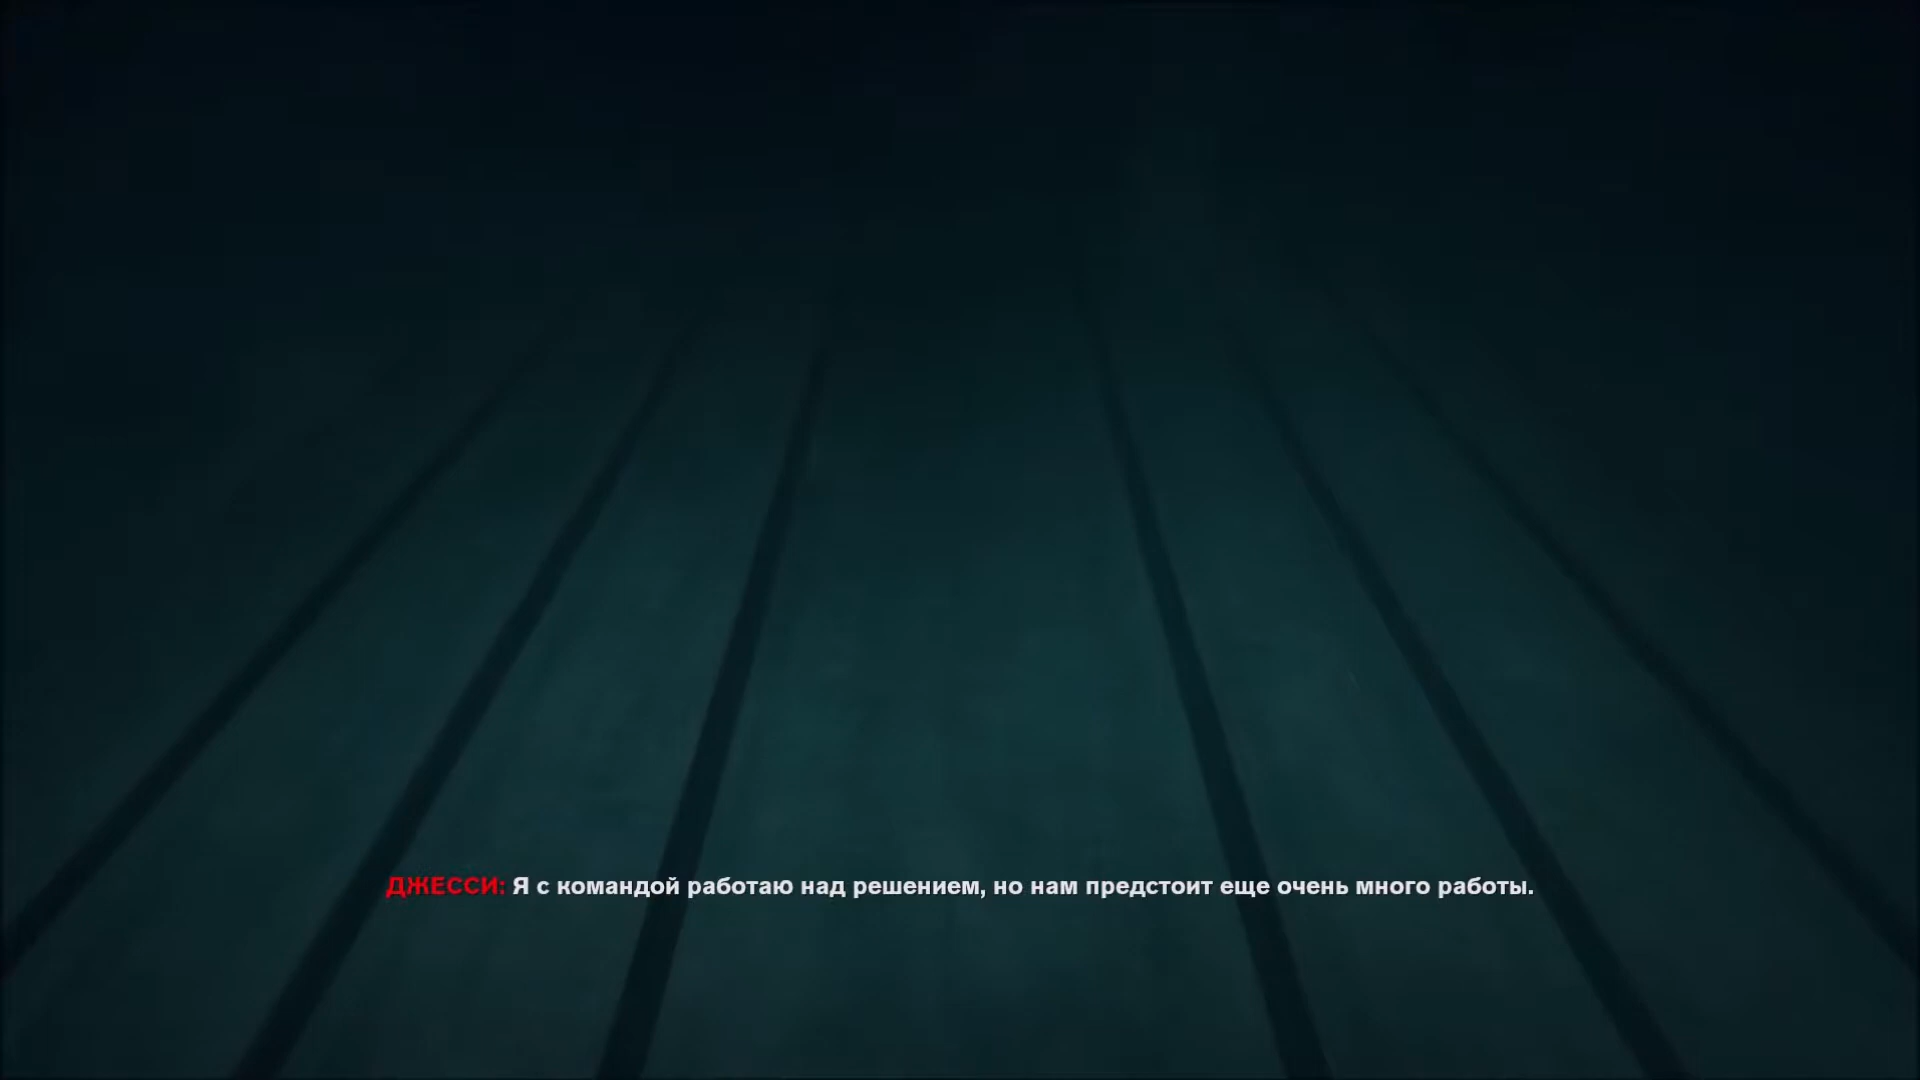 ДЖЕССИ: Я с командой работаю над решением, но нам предстоит еще очень много работы.